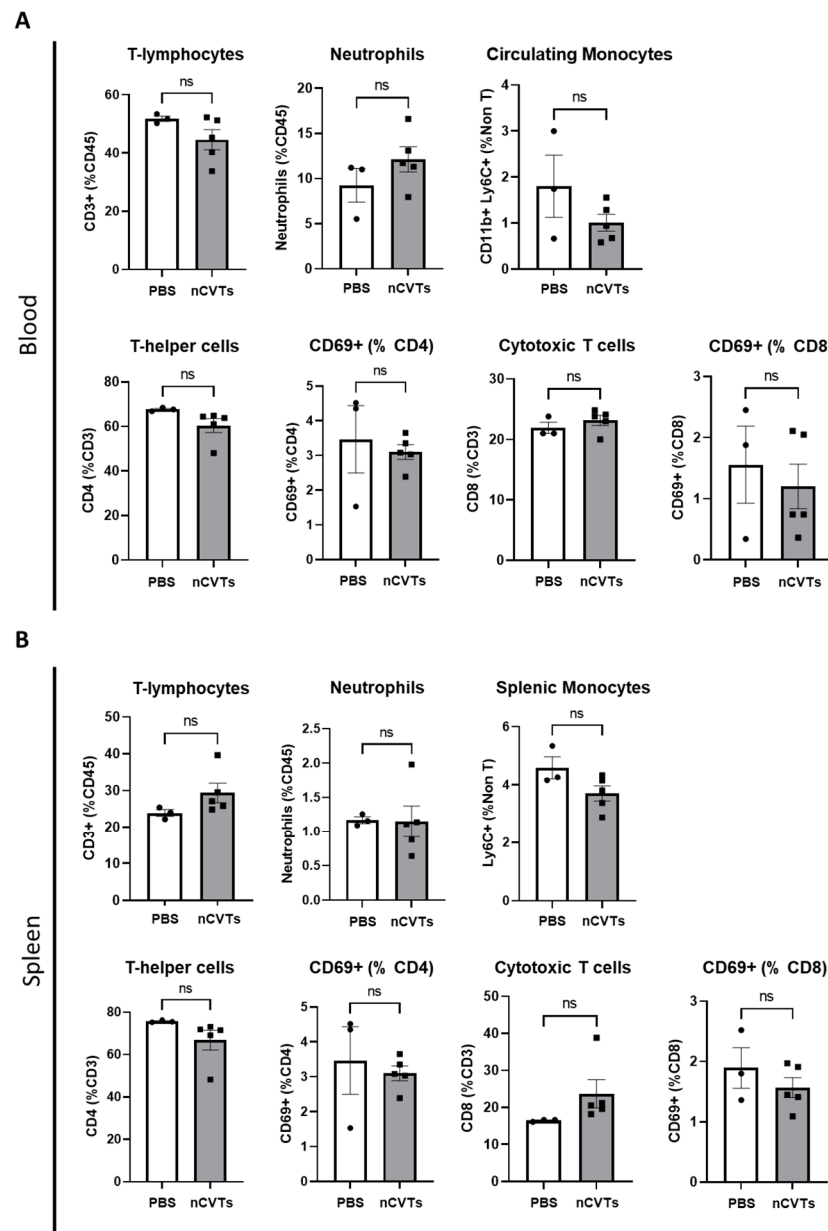 A
Blood
T-lymphocytes
ns
CD3+ (%CD45)
60
40
20
0
PBS nCVTs
Neutrophils
ns
Neutrophils (%CD45)
20
15
10
5
0
PBS nCVTs
Circulating Monocytes
ns
CD11b+ Ly6C+ (%Non T)
4
3
2
1
0
PBS nCVTs
T-helper cells
ns
CD4 (%CD3)
80
60
40
20
0
PBS nCVTs
CD69+ (% CD4)
ns
CD69+ (%CD4)
5
4
3
2
1
0
PBS nCVTs
Cytotoxic T cells
ns
CD8 (%CD3)
30
20
10
0
PBS nCVTs
CD69+ (% CD8
ns
CD69+ (%CD8)
3
2
1
0
PBS nCVTs
B
Spleen
T-lymphocytes
ns
CD3+ (%CD45)
50
40
30
20
10
0
PBS nCVTs
Neutrophils
ns
Neutrophils (%CD45)
2.5
2.0
1.5
1.0
0.5
0.0
PBS nCVTs
Splenic Monocytes
ns
Ly6C+ (%Non T)
6
4
2
0
PBS nCVTs
T-helper cells
ns
CD4 (%CD3)
80
60
40
20
0
PBS nCVTs
CD69+ (% CD4)
ns
CD69+ (%CD4)
5
4
3
2
1
0
PBS nCVTs
Cytotoxic T cells
ns
CD8 (%CD3)
50
40
30
20
10
0
PBS nCVTs
CD69+ (% CD8)
ns
CD69+ (%CD8)
3
2
1
0
PBS nCVTs